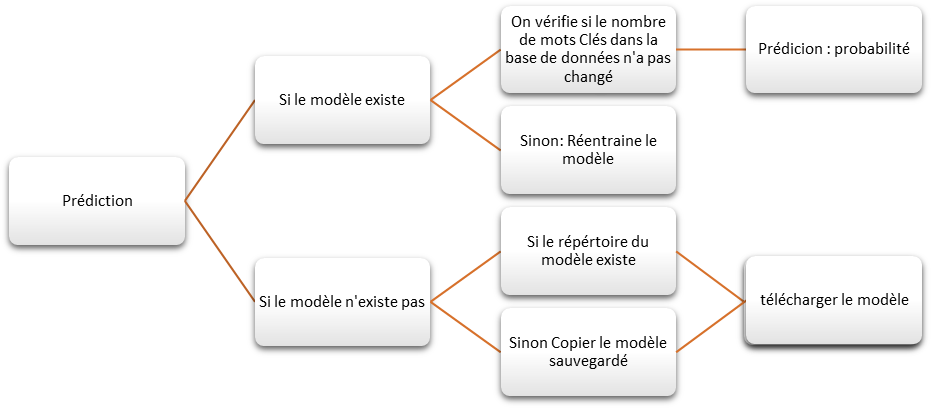 Prédiction
Si le modèle existe
On vérifie si le nombre
de mots Clés dans la
base de données n'a pas
changé
Prédicion : probabilité
Sinon: Réentraine le
modèle
Si le modèle n'existe pas
Si le répértoire du
modèle existe
Sinon Copier le modèle
sauvegardé
télécharger le modèle